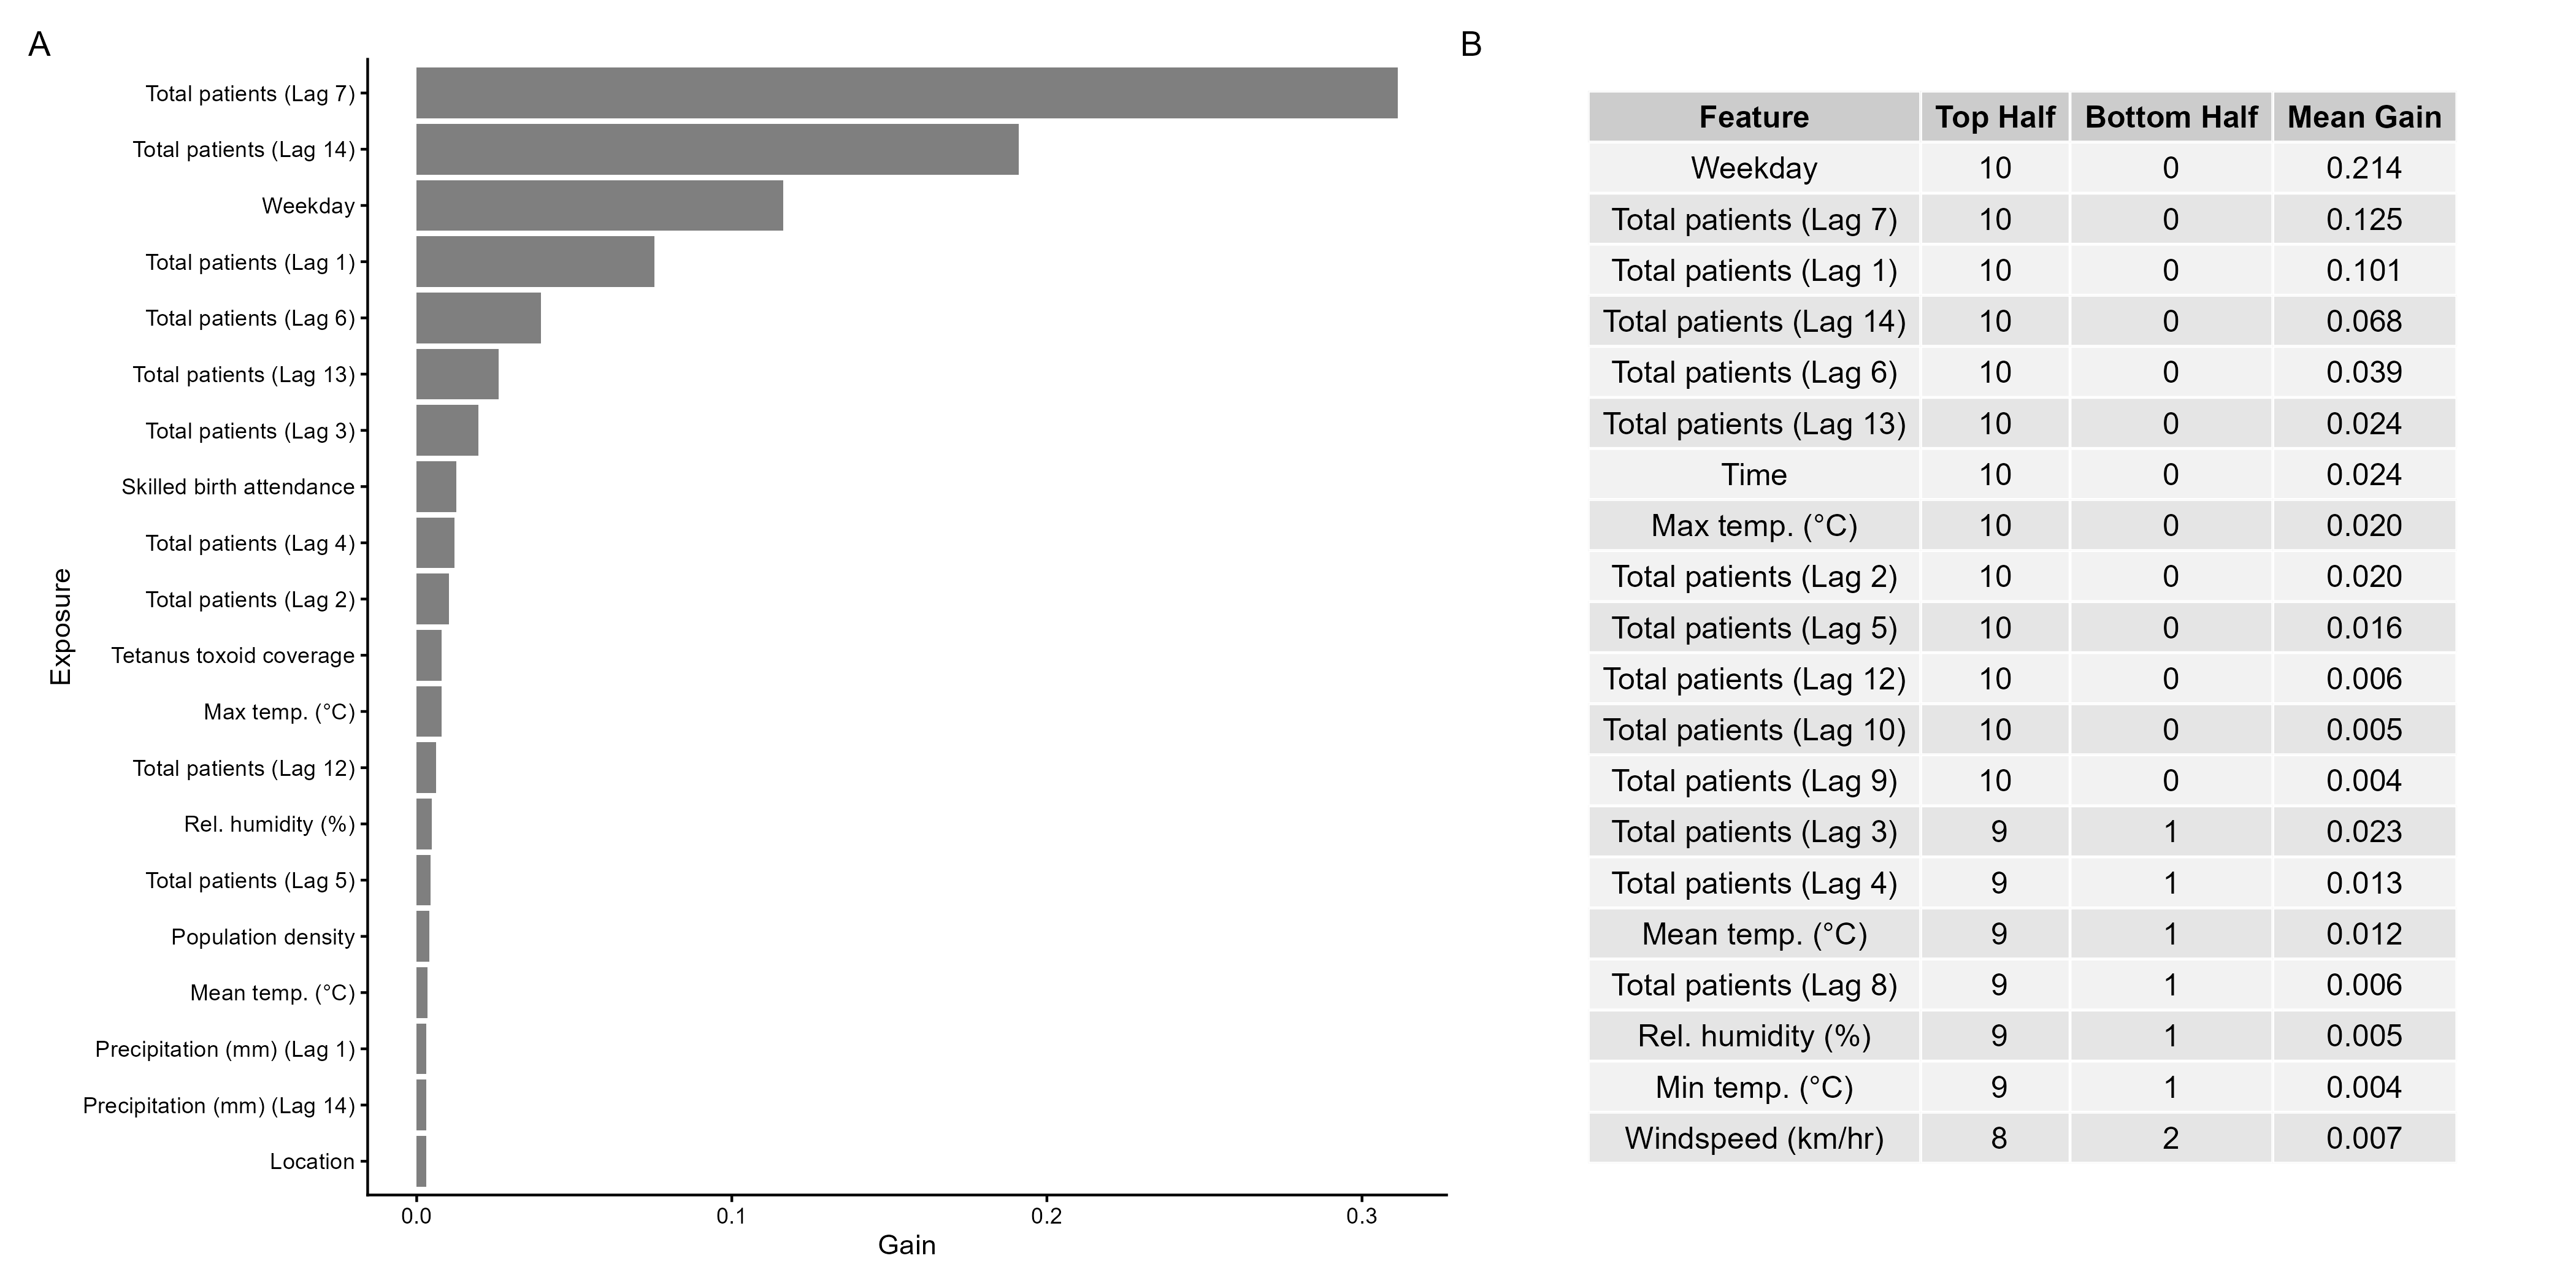 A
Total patients (Lag 7)
Total patients (Lag 14)
Weekday
Total patients (Lag 1)
Total patients (Lag 6)
Total patients (Lag 13)
Total patients (Lag 3)
Skilled birth attendance
Total patients (Lag 4)
Total patients (Lag 2)
Tetanus toxoid coverage
Max temp. (°C)
Total patients (Lag 12)
Rel. humidity (%)
Total patients (Lag 5)
Population density
Mean temp. (°C)
Precipitation (mm) (Lag 1)
Precipitation (mm) (Lag 14)
Location
Exposure
0.0 0.1 0.2 0.3
Gain
B
Feature Top Half Bottom Half Mean Gain
Weekday 10 0 0.214
Total patients (Lag 7) 10 0 0.125
Total patients (Lag 1) 10 0 0.101
Total patients (Lag 14) 10 0 0.068
Total patients (Lag 6) 10 0 0.039
Total patients (Lag 13) 10 0 0.024
Time 10 0 0.024
Max temp. (°C) 10 0 0.020
Total patients (Lag 2) 10 0 0.020
Total patients (Lag 5) 10 0 0.016
Total patients (Lag 12) 10 0 0.006
Total patients (Lag 10) 10 0 0.005
Total patients (Lag 9) 10 0 0.004
Total patients (Lag 3) 9 1 0.023
Total patients (Lag 4) 9 1 0.013
Mean temp. (°C) 9 1 0.012
Total patients (Lag 8) 9 1 0.006
Rel. humidity (%) 9 1 0.005
Min temp. (°C) 9 1 0.004
Windspeed (km/hr) 8 2 0.007